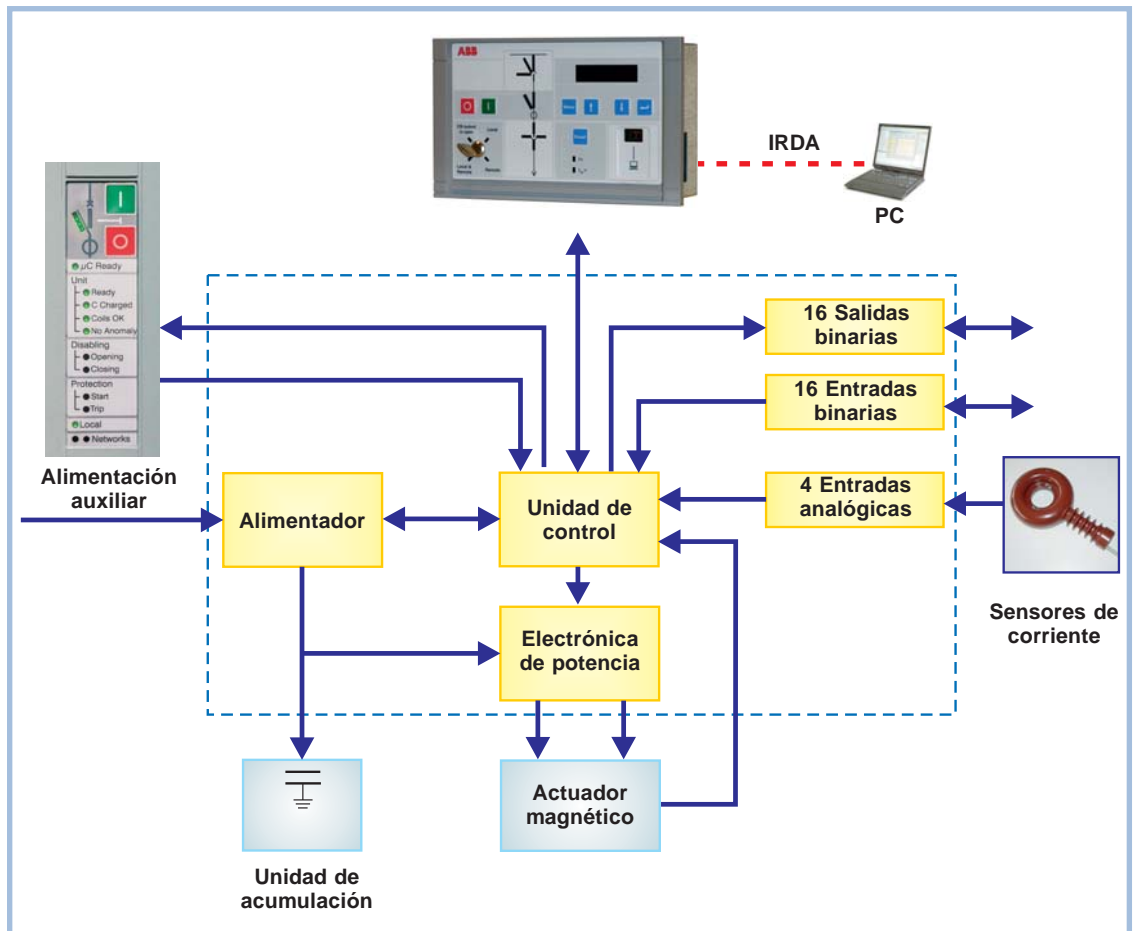 ABB
Local
Remote
IRDA
PC
µC Ready
Unit
Ready
C Charged
Coils OK
No Anomaly
Disabling
Opening
Closing
Protection
Start
Trip
Local
Networks
Alimentación
auxiliar
16 Salidas
binarias
16 Entradas
binarias
4 Entradas
analógicas
Alimentador
Unidad de
control
Electrónica
de potencia
Sensores de
corriente
Actuador
magnético
Unidad de
acumulación